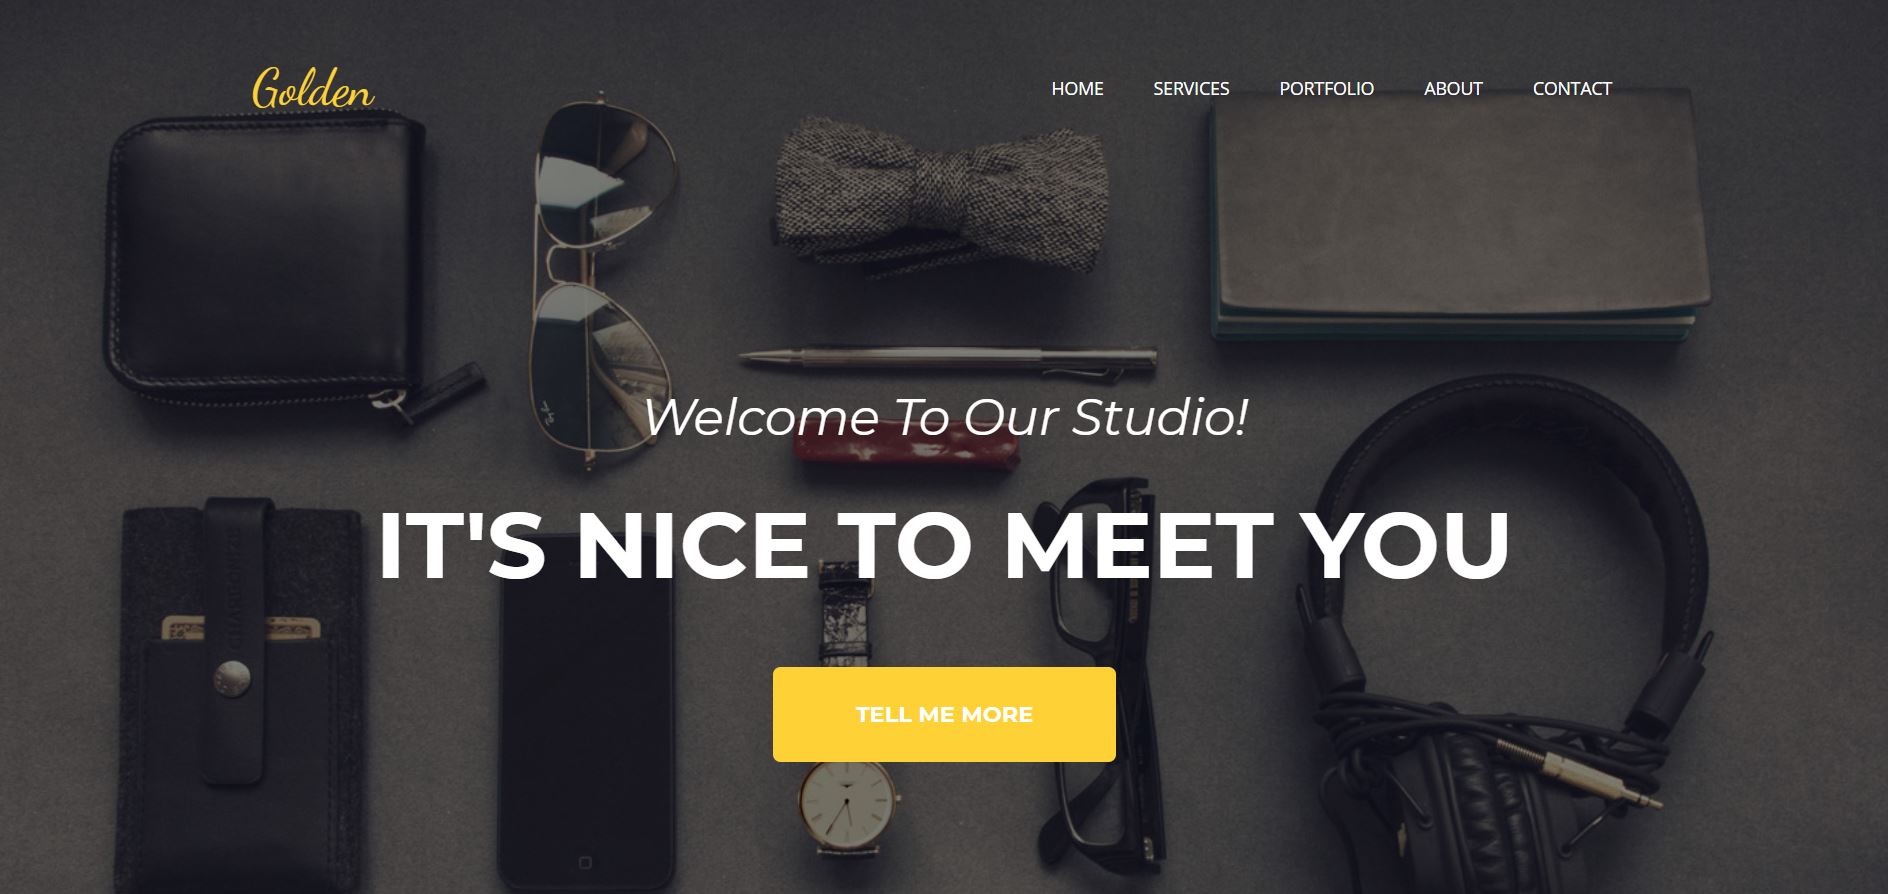 Golden
HOME SERVICES PORTFOLIO ABOUT CONTACT
Welcome To Our Studio!
IT'S NICE TO MEET YOU
TELL ME MORE